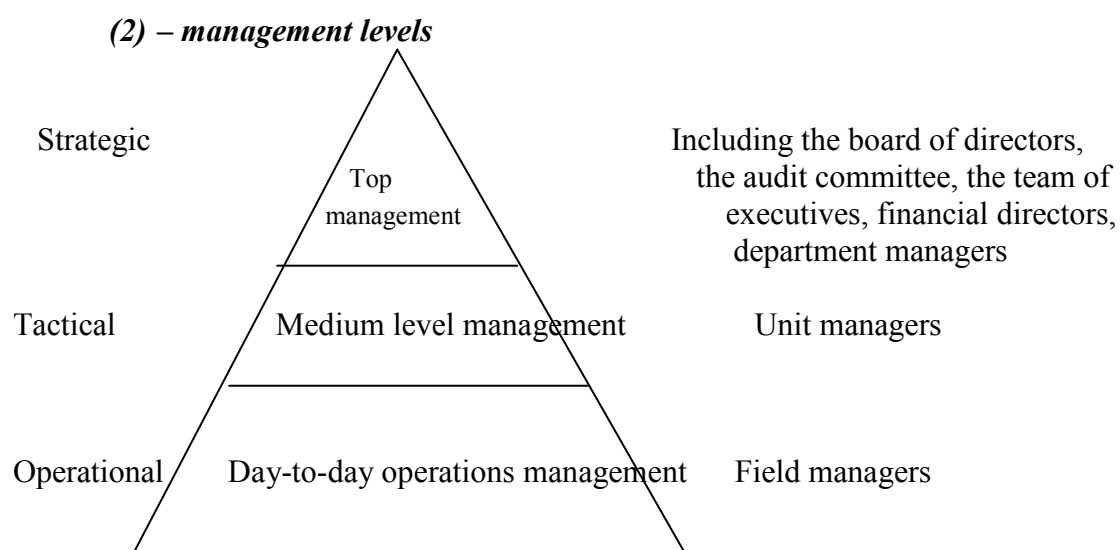 (2) – management levels
Strategic
Top
management
Including the board of directors,
the audit committee, the team of
executives, financial directors,
department managers
Tactical
Medium level management
Unit managers
Operational
Day-to-day operations management
Field managers